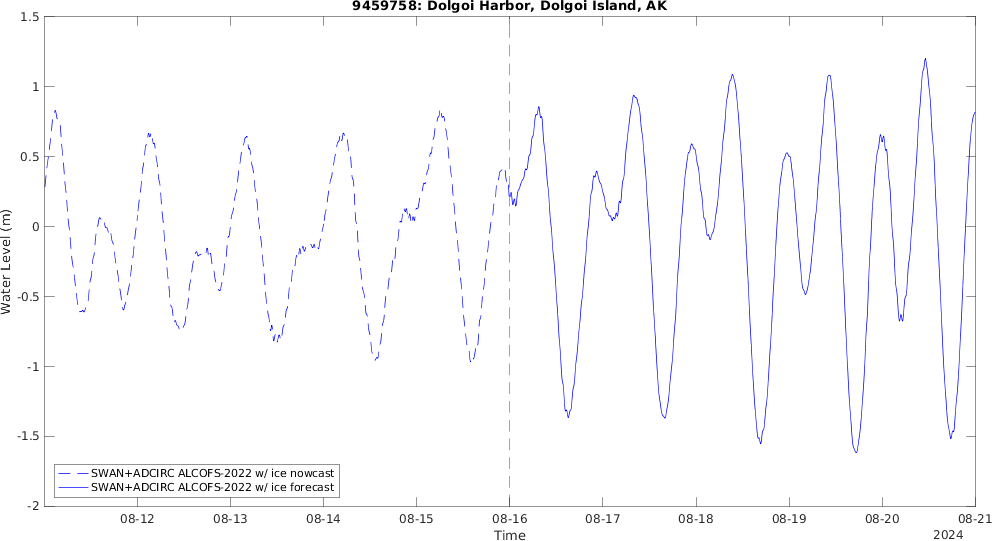 9459758: Dolgoi Harbor, Dolgoi Island, AK
1.5
1
0.5
0
-0.5
-1
-1.5
-2
Water Level (m)
SWAN+ADCIRC ALCOFS-2022 w/ ice nowcast
SWAN+ADCIRC ALCOFS-2022 w/ ice forecast
08-12 08-13 08-14 08-15 08-16 08-17 08-18 08-19 08-20 08-21
Time
2024